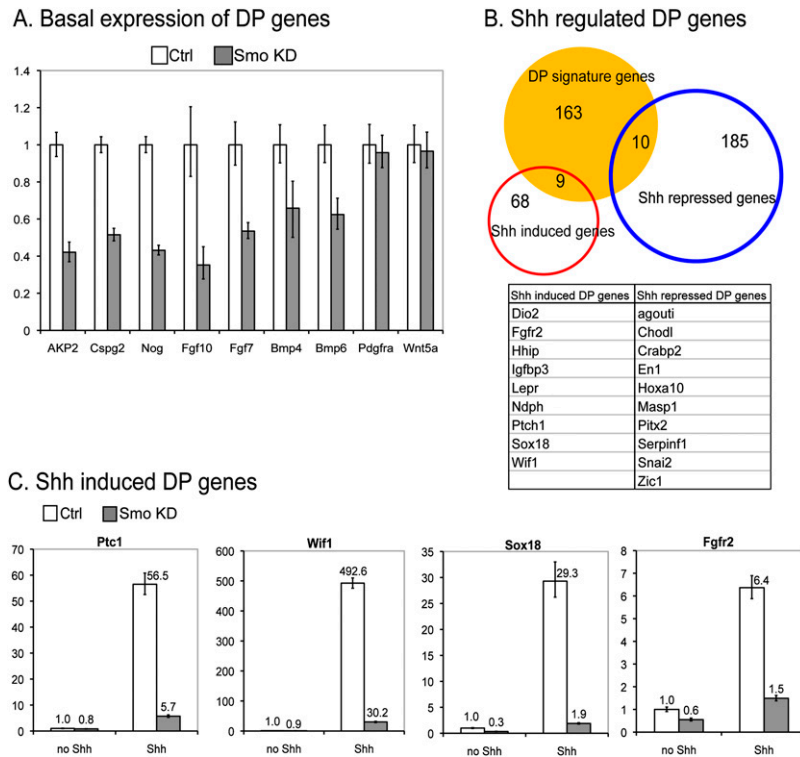 A. Basal expression of DP genes
Ctrl Smo KD
1.4
1.2
1
0.8
0.6
0.4
0.2
0
AKP2 Cspg2 Nog Fgf10 Fgf7 Bmp4 Bmp6 Pdgfra Wnt5a
B. Shh regulated DP genes
DP signature genes
163
10
185
9
68
Shh repressed genes
Shh induced genes
Shh induced DP genes Shh repressed DP genes
Dio2 agouti
Fgfr2 Chodl
Hhip Crabp2
Igfbp3 En1
Lepr Hoxa10
Ndph Masp1
Ptch1 Pitx2
Sox18 Serpinf1
Wif1 Snai2
Zic1
C. Shh induced DP genes
Ctrl Smo KD
Ptc1
70
60
50
40
30
20
10
0
1.0 0.8
56.5
5.7
no Shh Shh
Wif1
600
500
400
300
200
100
0
1.0 0.9
492.6
30.2
no Shh Shh
Sox18
35
30
25
20
15
10
5
0
1.0 0.3
29.3
1.9
no Shh Shh
Fgfr2
8
7
6
5
4
3
2
1
0
1.0 0.6
6.4
1.5
no Shh Shh